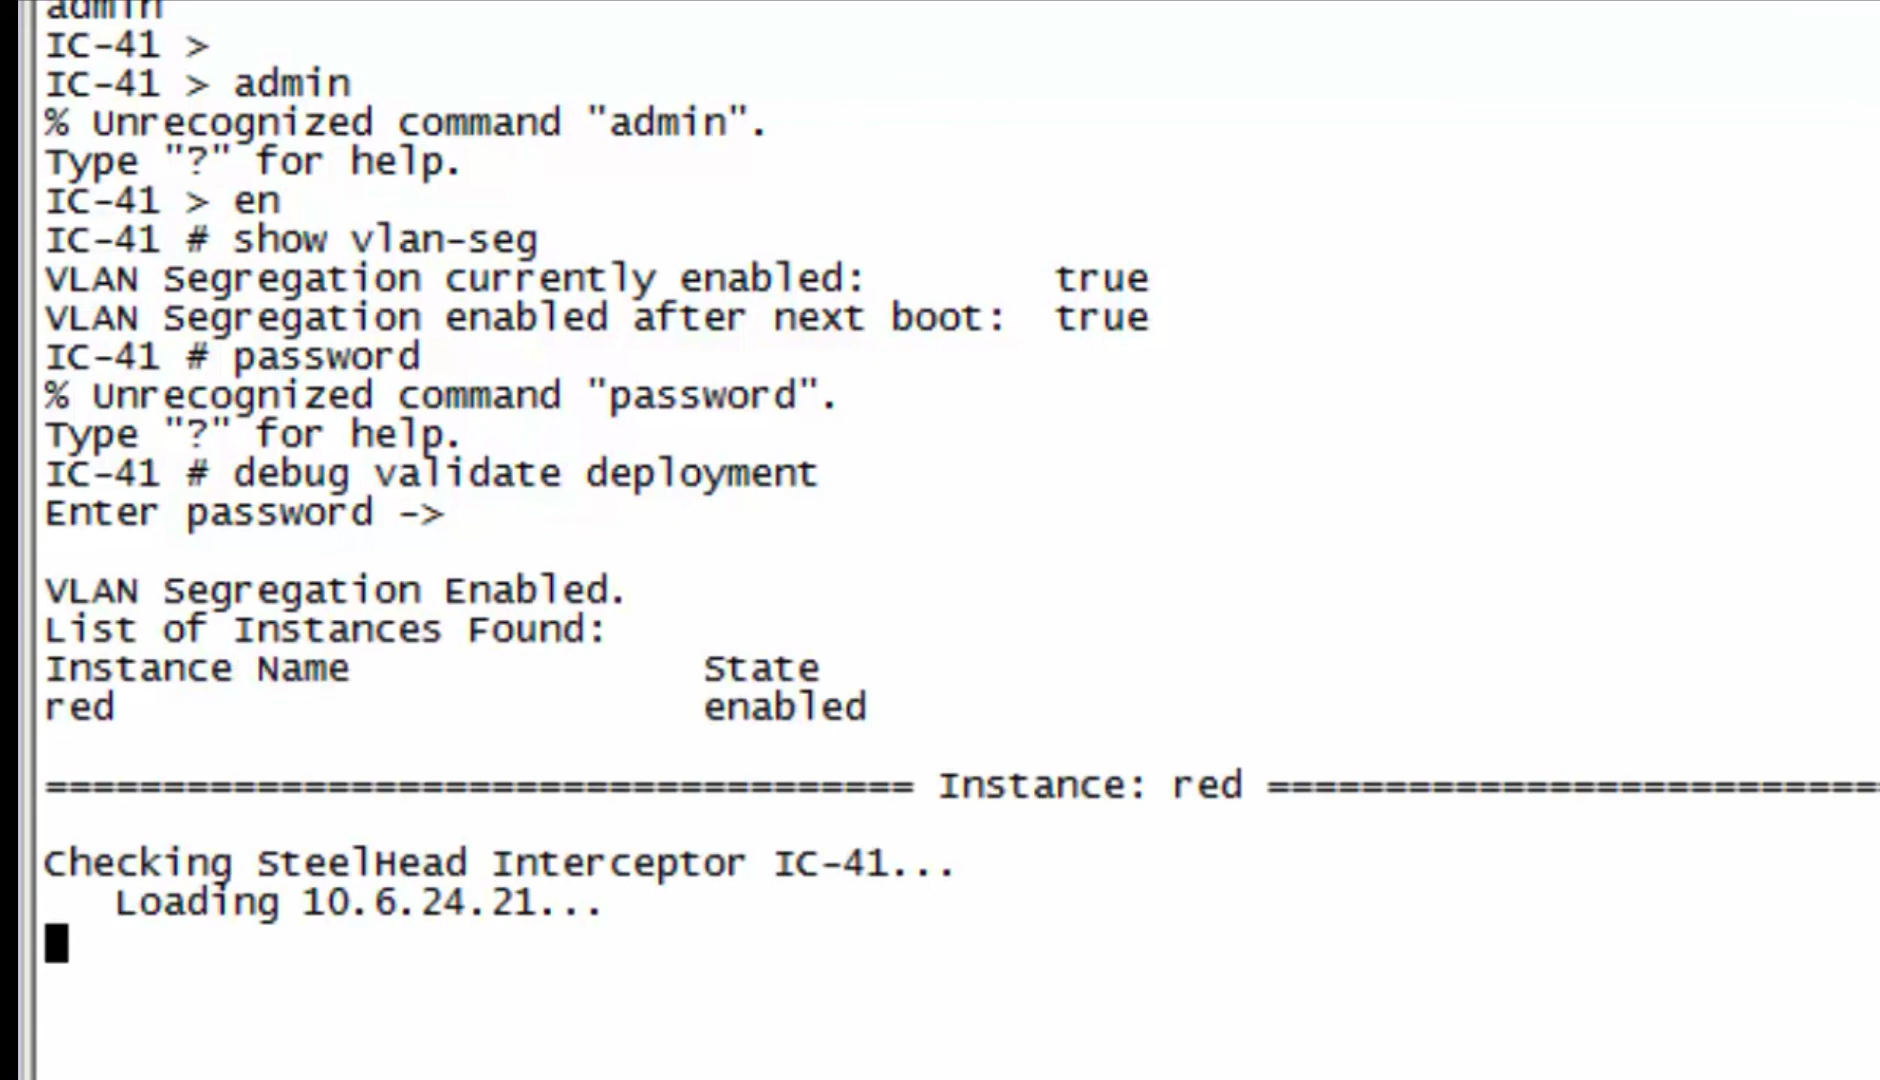 admin
IC-41 >
IC-41 > admin
% Unrecognized command "admin".
Type "?" for help.
IC-41 > en
IC-41 # show vlan-seg
VLAN Segregation currently enabled: true
VLAN Segregation enabled after next boot: true
IC-41 # password
% Unrecognized command "password".
Type "?" for help.
IC-41 # debug validate deployment
Enter password ->
VLAN Segregation Enabled.
List of Instances Found:
Instance Name State
red enabled
===================================== Instance: red ==========================
Checking SteelHead Interceptor IC-41...
Loading 10.6.24.21...